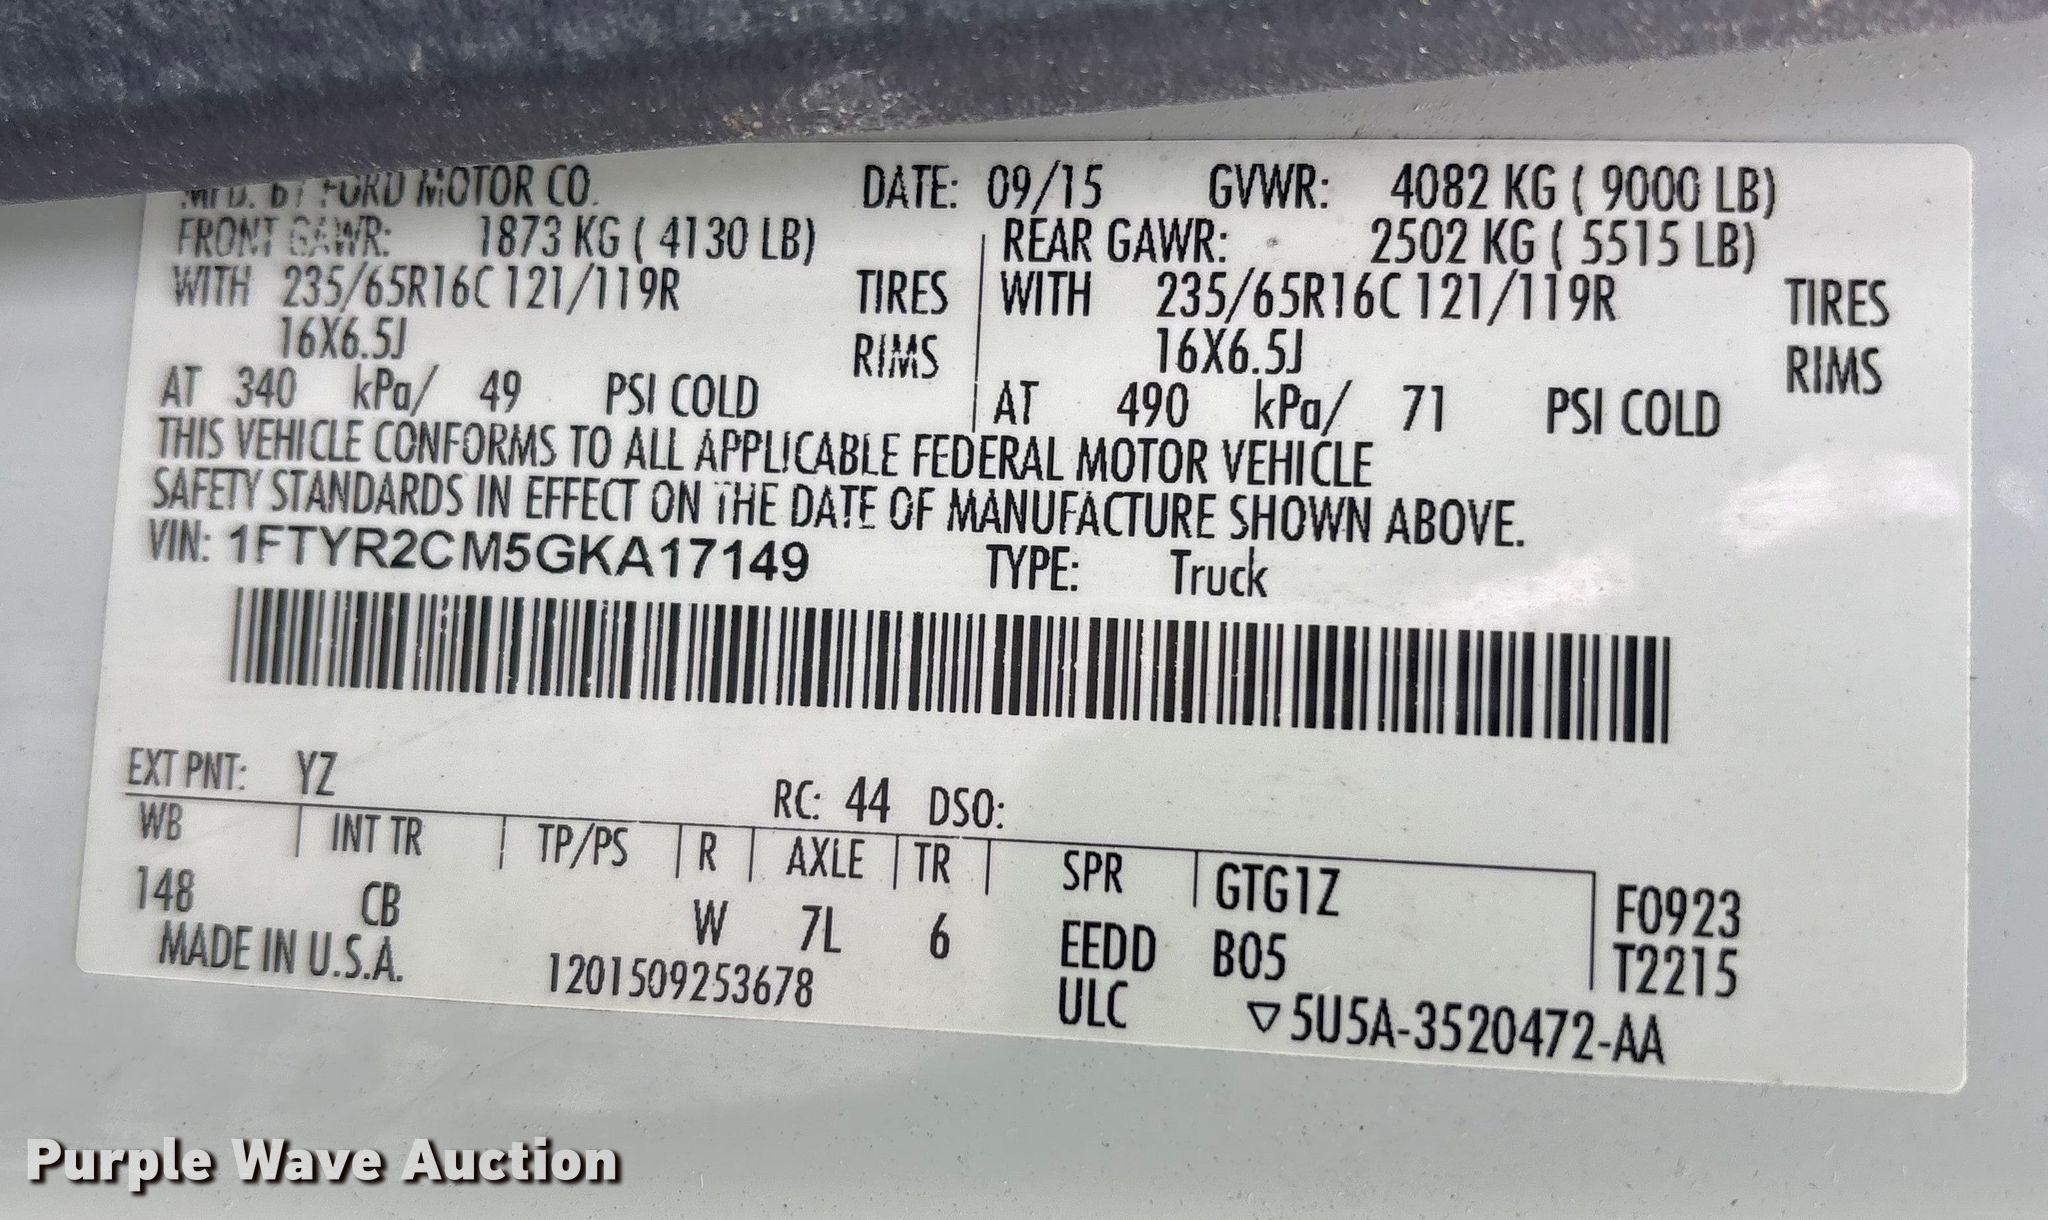 MFD. BY FORD MOTOR CO. DATE: 09/15 GVWR: 4082 KG ( 9000 LB)
FRONT GAWR: 1873 KG ( 4130 LB) REAR GAWR: 2502 KG ( 5515 LB)
WITH 235/65R16C 121/119R TIRES WITH 235/65R16C 121/119R TIRES
16X6.5J RIMS 16X6.5J RIMS
AT 340 kPa/ 49 PSI COLD AT 490 kPa/ 71 PSI COLD
THIS VEHICLE CONFORMS TO ALL APPLICABLE FEDERAL MOTOR VEHICLE
SAFETY STANDARDS IN EFFECT ON THE DATE OF MANUFACTURE SHOWN ABOVE.
VIN: 1FTYR2CM5GKA17149 TYPE: Truck
EXT PNT: YZ RC: 44 DSO:
WB INT TR TP/PS R AXLE TR SPR GTG1Z F0923
148 CB W 7L 6 EEDD B05 T2215
MADE IN U.S.A. 1201509253678 ULC ▽5U5A-3520472-AA
Purple Wave Auction